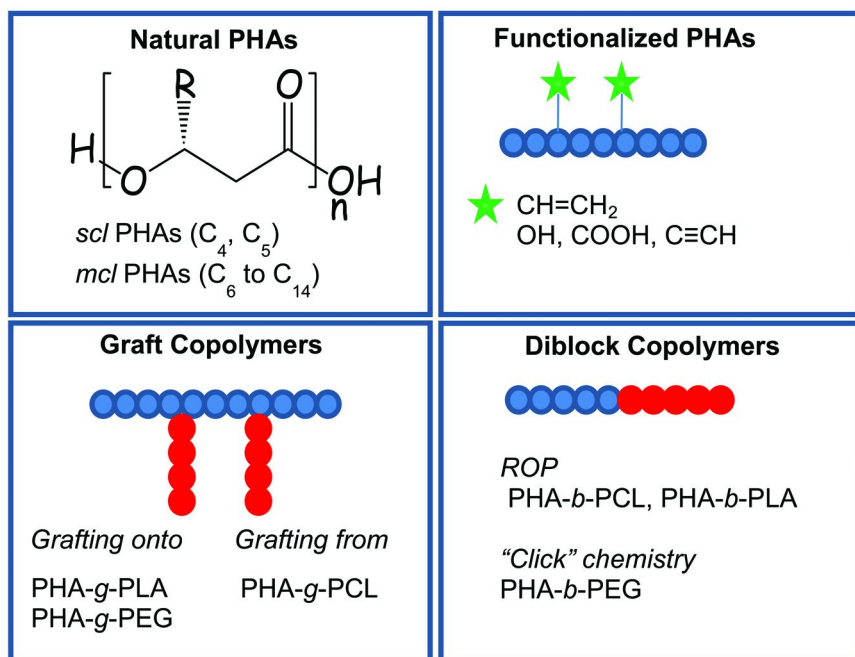 Natural PHAs
R
O
H
O
OH
n
scl PHAs (C4, C5)
mcl PHAs (C6 to C14)
Functionalized PHAs
CH=CH2
OH, COOH, C≡CH
Graft Copolymers
Grafting onto
PHA-g-PLA
PHA-g-PEG
Grafting from
PHA-g-PCL
Diblock Copolymers
ROP
PHA-b-PCL, PHA-b-PLA
“Click” chemistry
PHA-b-PEG